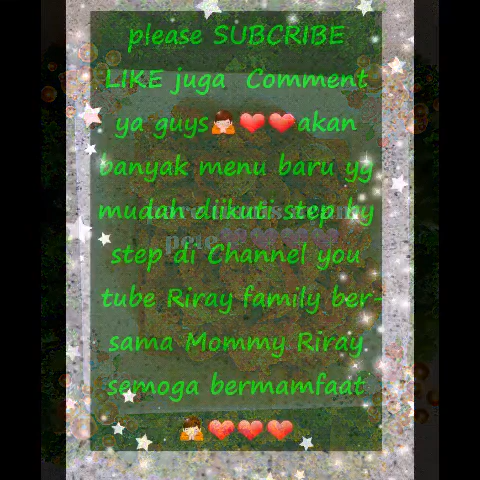 please SUBCRIBE
LIKE juga Comment
ya guys🙇❤️❤️akan
banyak menu baru yg
mudah diikuti step by
step di Channel you
tube Riray family ber-
sama Mommy Riray
semoga bermamfaat
🙇❤️❤️❤️